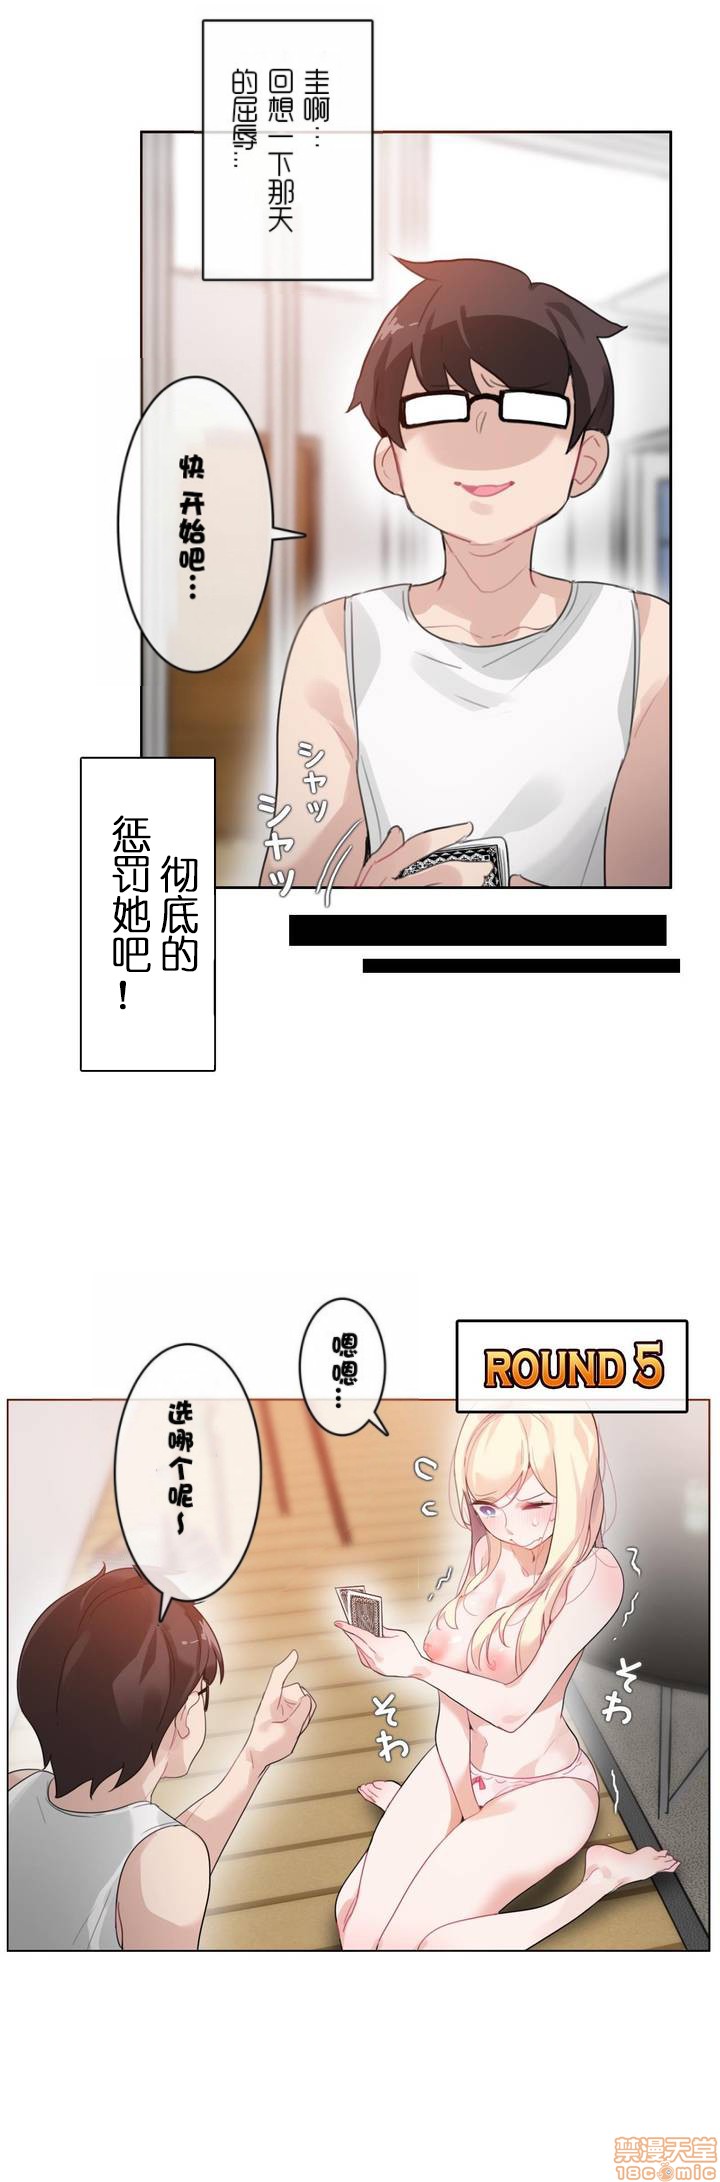 圭啊…
回想一下那天
的屈辱…
快开始吧…
シャッ
シャッ
彻底的
惩罚她吧！
ROUND 5
嗯嗯…
选哪个呢～
そわ
そわ
禁漫天堂
18comic